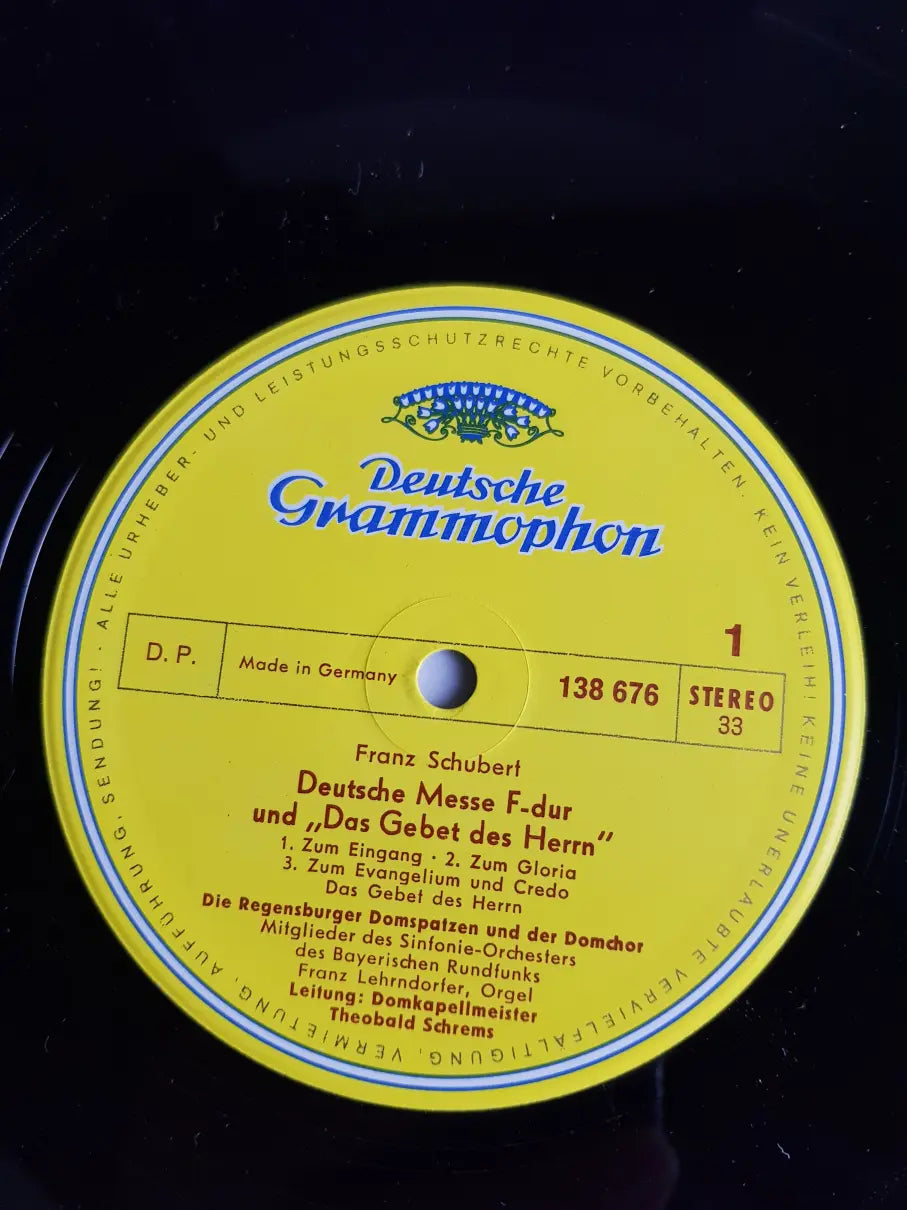 ALLE URHEBER- UND LEISTUNGSSCHUTZRECHTE VORBEHALTEN. KEIN VERLEIH! KEINE UNERLAUBTE VERVIELFÄLTIGUNG, VERMIETUNG, AUFFÜHRUNG, SENDUNG! ·
Deutsche
Grammophon
1
D. P.
Made in Germany
138 676
STEREO
33
Franz Schubert
Deutsche Messe F-dur
und „Das Gebet des Herrn"
1. Zum Eingang · 2. Zum Gloria
3. Zum Evangelium und Credo
Das Gebet des Herrn
Die Regensburger Domspatzen und der Domchor
Mitglieder des Sinfonie-Orchesters
des Bayerischen Rundfunks
Franz Lehrndorfer, Orgel
Leitung: Domkapellmeister
Theobald Schrems